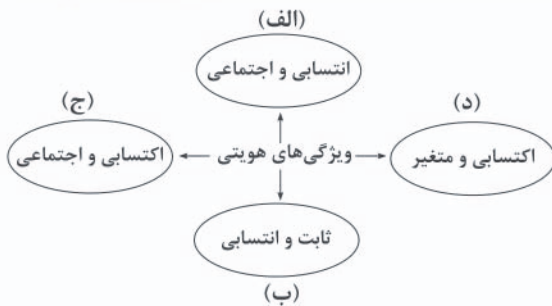 (الف)
انتسابی و اجتماعی
(د)
اکتسابی و متغیر
ویژگی‌های هویتی
(ج)
اکتسابی و اجتماعی
ثابت و انتسابی
(ب)